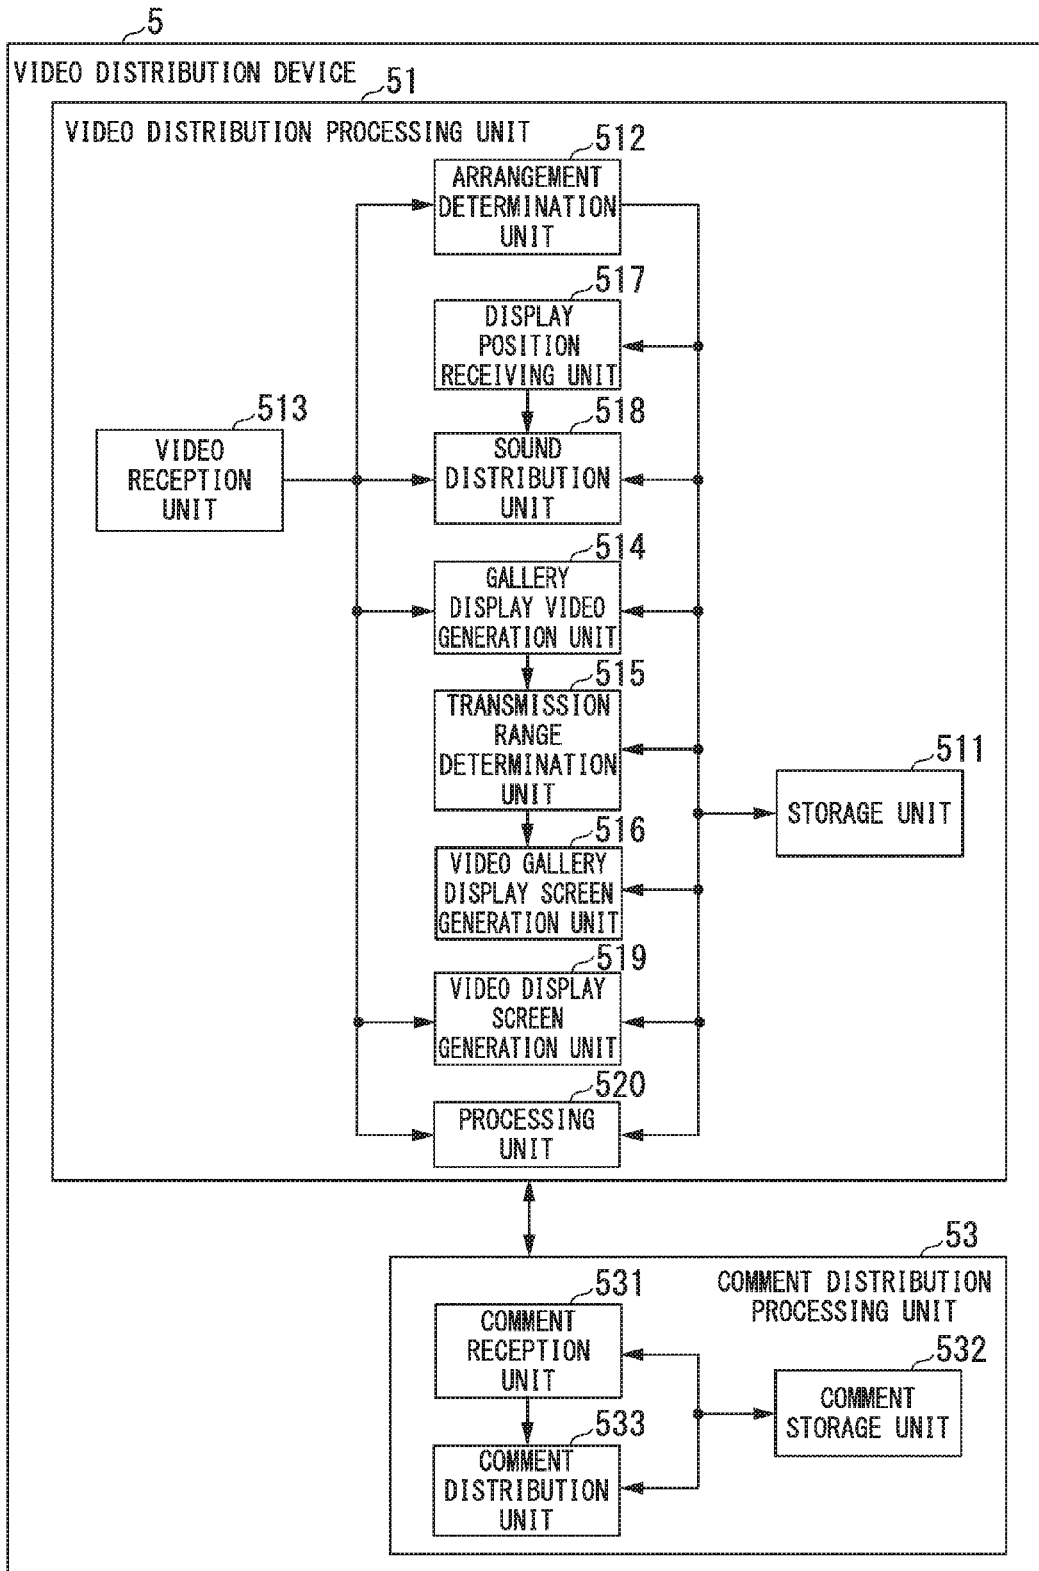 5
VIDEO DISTRIBUTION DEVICE
51
VIDEO DISTRIBUTION PROCESSING UNIT
512
ARRANGEMENT
DETERMINATION
UNIT
517
DISPLAY
POSITION
RECEIVING UNIT
513
VIDEO
RECEPTION
UNIT
518
SOUND
DISTRIBUTION
UNIT
514
GALLERY
DISPLAY VIDEO
GENERATION UNIT
515
TRANSMISSION
RANGE
DETERMINATION
UNIT
511
STORAGE UNIT
516
VIDEO GALLERY
DISPLAY SCREEN
GENERATION UNIT
519
VIDEO DISPLAY
SCREEN
GENERATION UNIT
520
PROCESSING
UNIT
53
COMMENT DISTRIBUTION
PROCESSING UNIT
531
COMMENT
RECEPTION
UNIT
532
COMMENT
STORAGE UNIT
533
COMMENT
DISTRIBUTION
UNIT